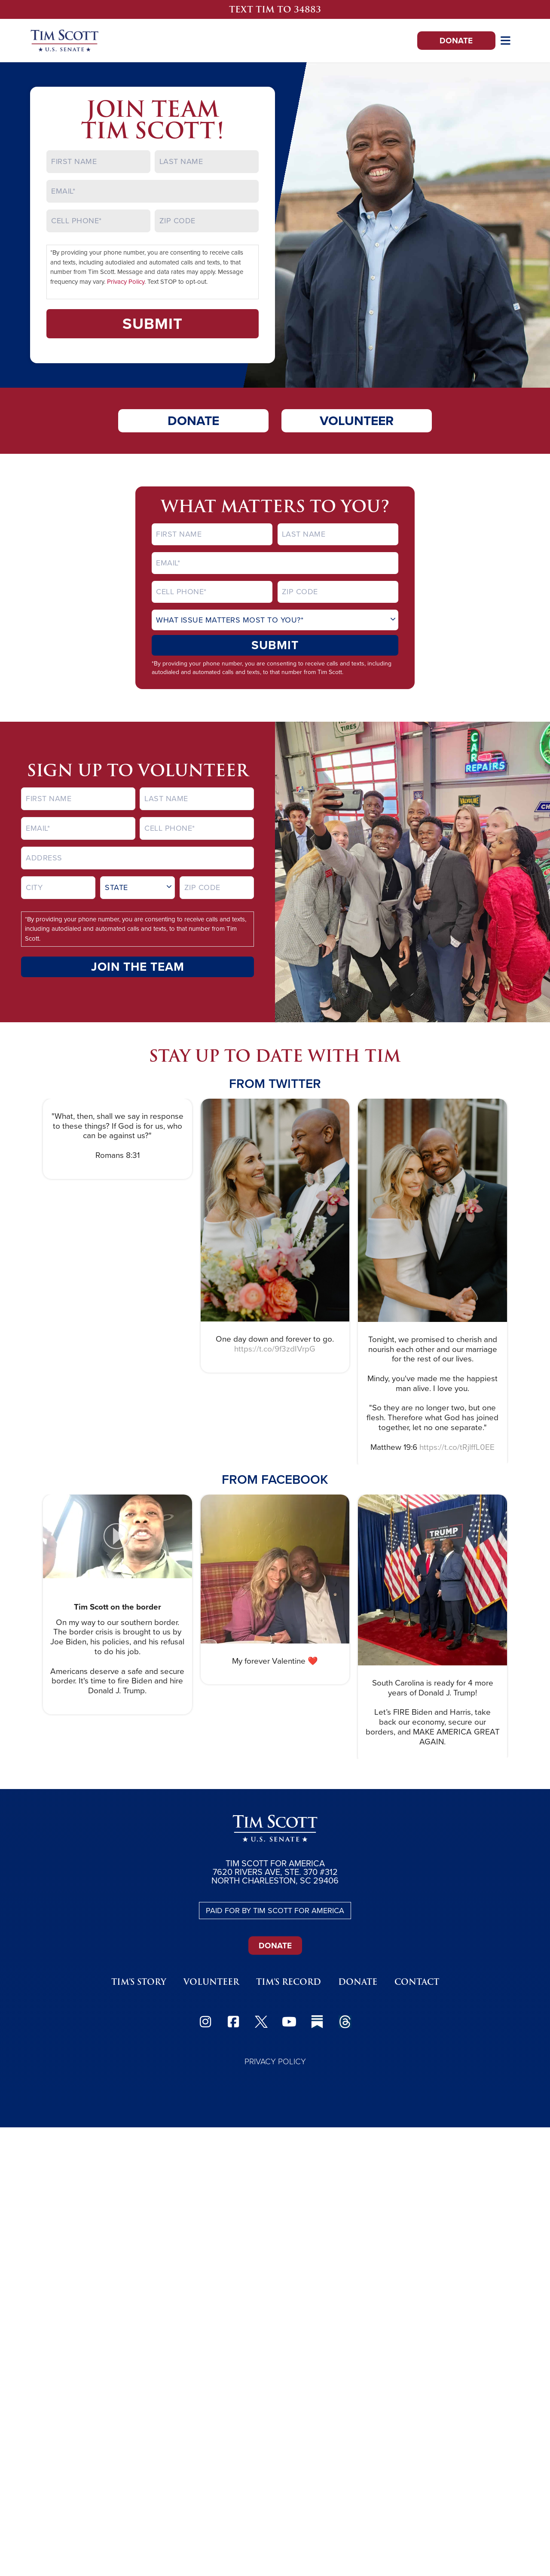 TEXT TIM TO 34883
TIM SCOTT
U.S. SENATE
DONATE
JOIN TEAM
TIM SCOTT!
FIRST NAME
LAST NAME
EMAIL*
CELL PHONE*
ZIP CODE
*By providing your phone number, you are consenting to receive calls
and texts, including autodialed and automated calls and texts, to that
number from Tim Scott. Message and data rates may apply. Message
frequency may vary. Privacy Policy. Text STOP to opt-out.
SUBMIT
DONATE
VOLUNTEER
WHAT MATTERS TO YOU?
FIRST NAME
LAST NAME
EMAIL*
CELL PHONE*
ZIP CODE
WHAT ISSUE MATTERS MOST TO YOU?*
SUBMIT
*By providing your phone number, you are consenting to receive calls and texts, including
autodialed and automated calls and texts, to that number from Tim Scott.
SIGN UP TO VOLUNTEER
FIRST NAME
LAST NAME
EMAIL*
CELL PHONE*
ADDRESS
CITY
STATE
ZIP CODE
*By providing your phone number, you are consenting to receive calls and texts,
including autodialed and automated calls and texts, to that number from Tim
Scott.
JOIN THE TEAM
TIRES
CAR
REPAIRS
VALVOLINE
STAY UP TO DATE WITH TIM
FROM TWITTER
"What, then, shall we say in response
to these things? If God is for us, who
can be against us?"
Romans 8:31
One day down and forever to go.
Tonight, we promised to cherish and
nourish each other and our marriage
for the rest of our lives.
Mindy, you've made me the happiest
man alive. I love you.
"So they are no longer two, but one
flesh. Therefore what God has joined
together, let no one separate."
Matthew 19:6
FROM FACEBOOK
Tim Scott on the border
On my way to our southern border.
The border crisis is brought to us by
Joe Biden, his policies, and his refusal
to do his job.
Americans deserve a safe and secure
border. It's time to fire Biden and hire
Donald J. Trump.
My forever Valentine ❤️
TRUMP
South Carolina is ready for 4 more
years of Donald J. Trump!
Let's FIRE Biden and Harris, take
back our economy, secure our
borders, and MAKE AMERICA GREAT
AGAIN.
TIM SCOTT
U.S. SENATE
TIM SCOTT FOR AMERICA
7620 RIVERS AVE, STE. 370 #312
NORTH CHARLESTON, SC 29406
PAID FOR BY TIM SCOTT FOR AMERICA
DONATE
TIM'S STORY
VOLUNTEER
TIM'S RECORD
DONATE
CONTACT
PRIVACY POLICY